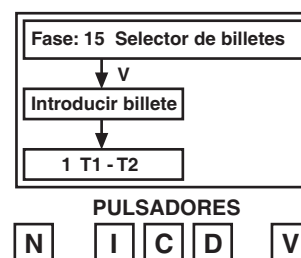 Fase: 15 Selector de billetes
V
Introducir billete
1 T1 - T2
PULSADORES
N I C D V